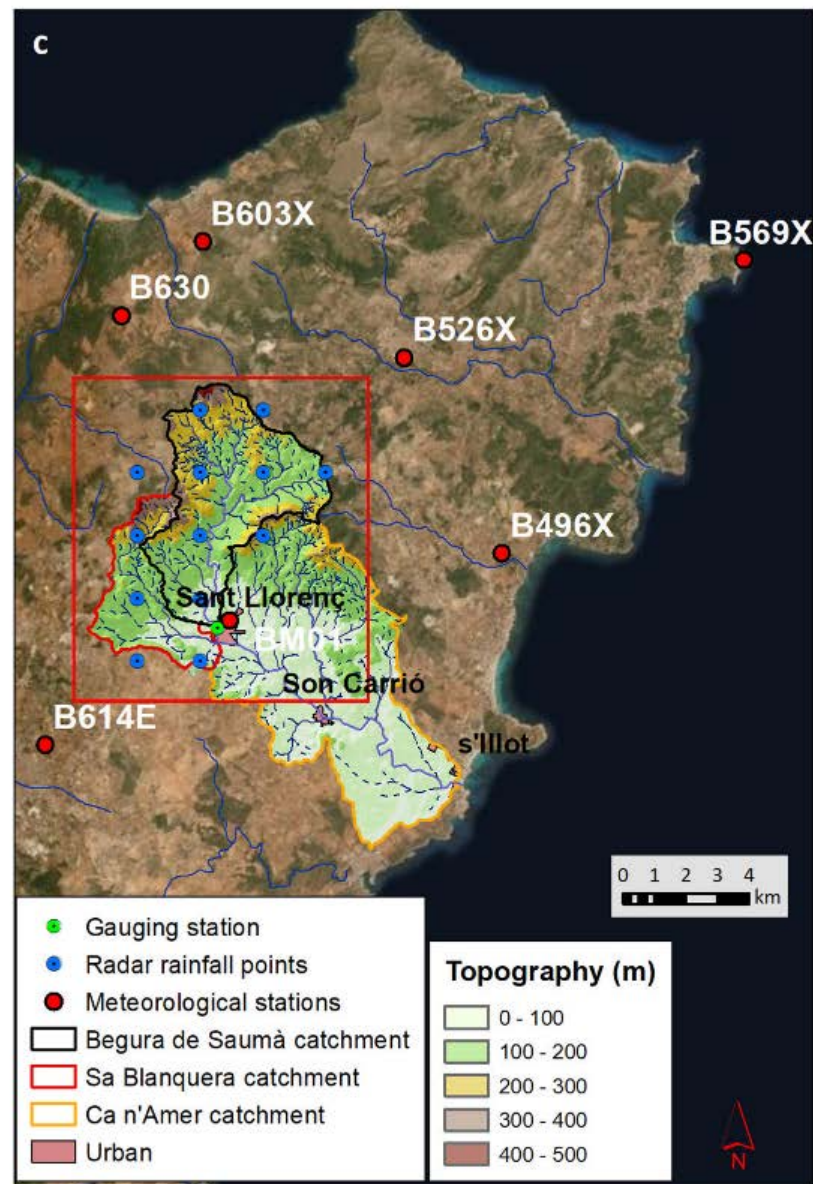 c
B603X
B569X
B630
B526X
B496X
Sant Llorenç
BM01
Son Carrió
B614E
s'Illot
0 1 2 3 4
km
Gauging station
Radar rainfall points
Meteorological stations
Begura de Saumà catchment
Sa Blanquera catchment
Ca n'Amer catchment
Urban
Topography (m)
0 - 100
100 - 200
200 - 300
300 - 400
400 - 500
N